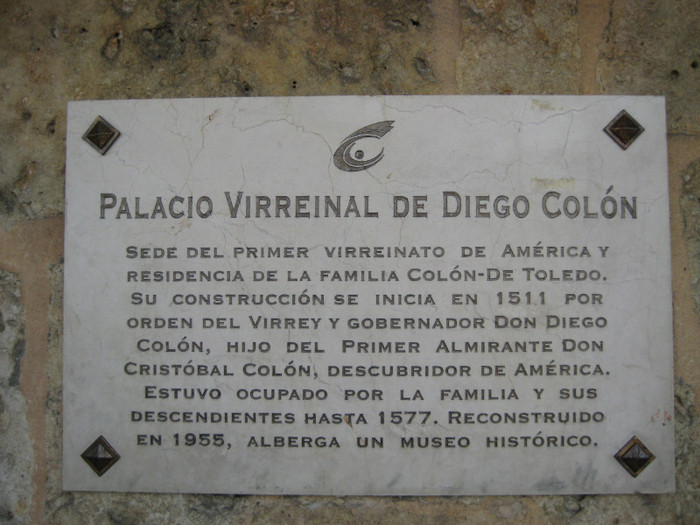 PALACIO VIRREINAL DE DIEGO COLÓN
SEDE DEL PRIMER VIRREINATO DE AMÉRICA Y
RESIDENCIA DE LA FAMILIA COLÓN-DE TOLEDO.
SU CONSTRUCCIÓN SE INICIA EN 1511 POR
ORDEN DEL VIRREY Y GOBERNADOR DON DIEGO
COLÓN, HIJO DEL PRIMER ALMIRANTE DON
CRISTÓBAL COLÓN, DESCUBRIDOR DE AMÉRICA.
ESTUVO OCUPADO POR LA FAMILIA Y SUS
DESCENDIENTES HASTA 1577. RECONSTRUIDO
EN 1955, ALBERGA UN MUSEO HISTÓRICO.